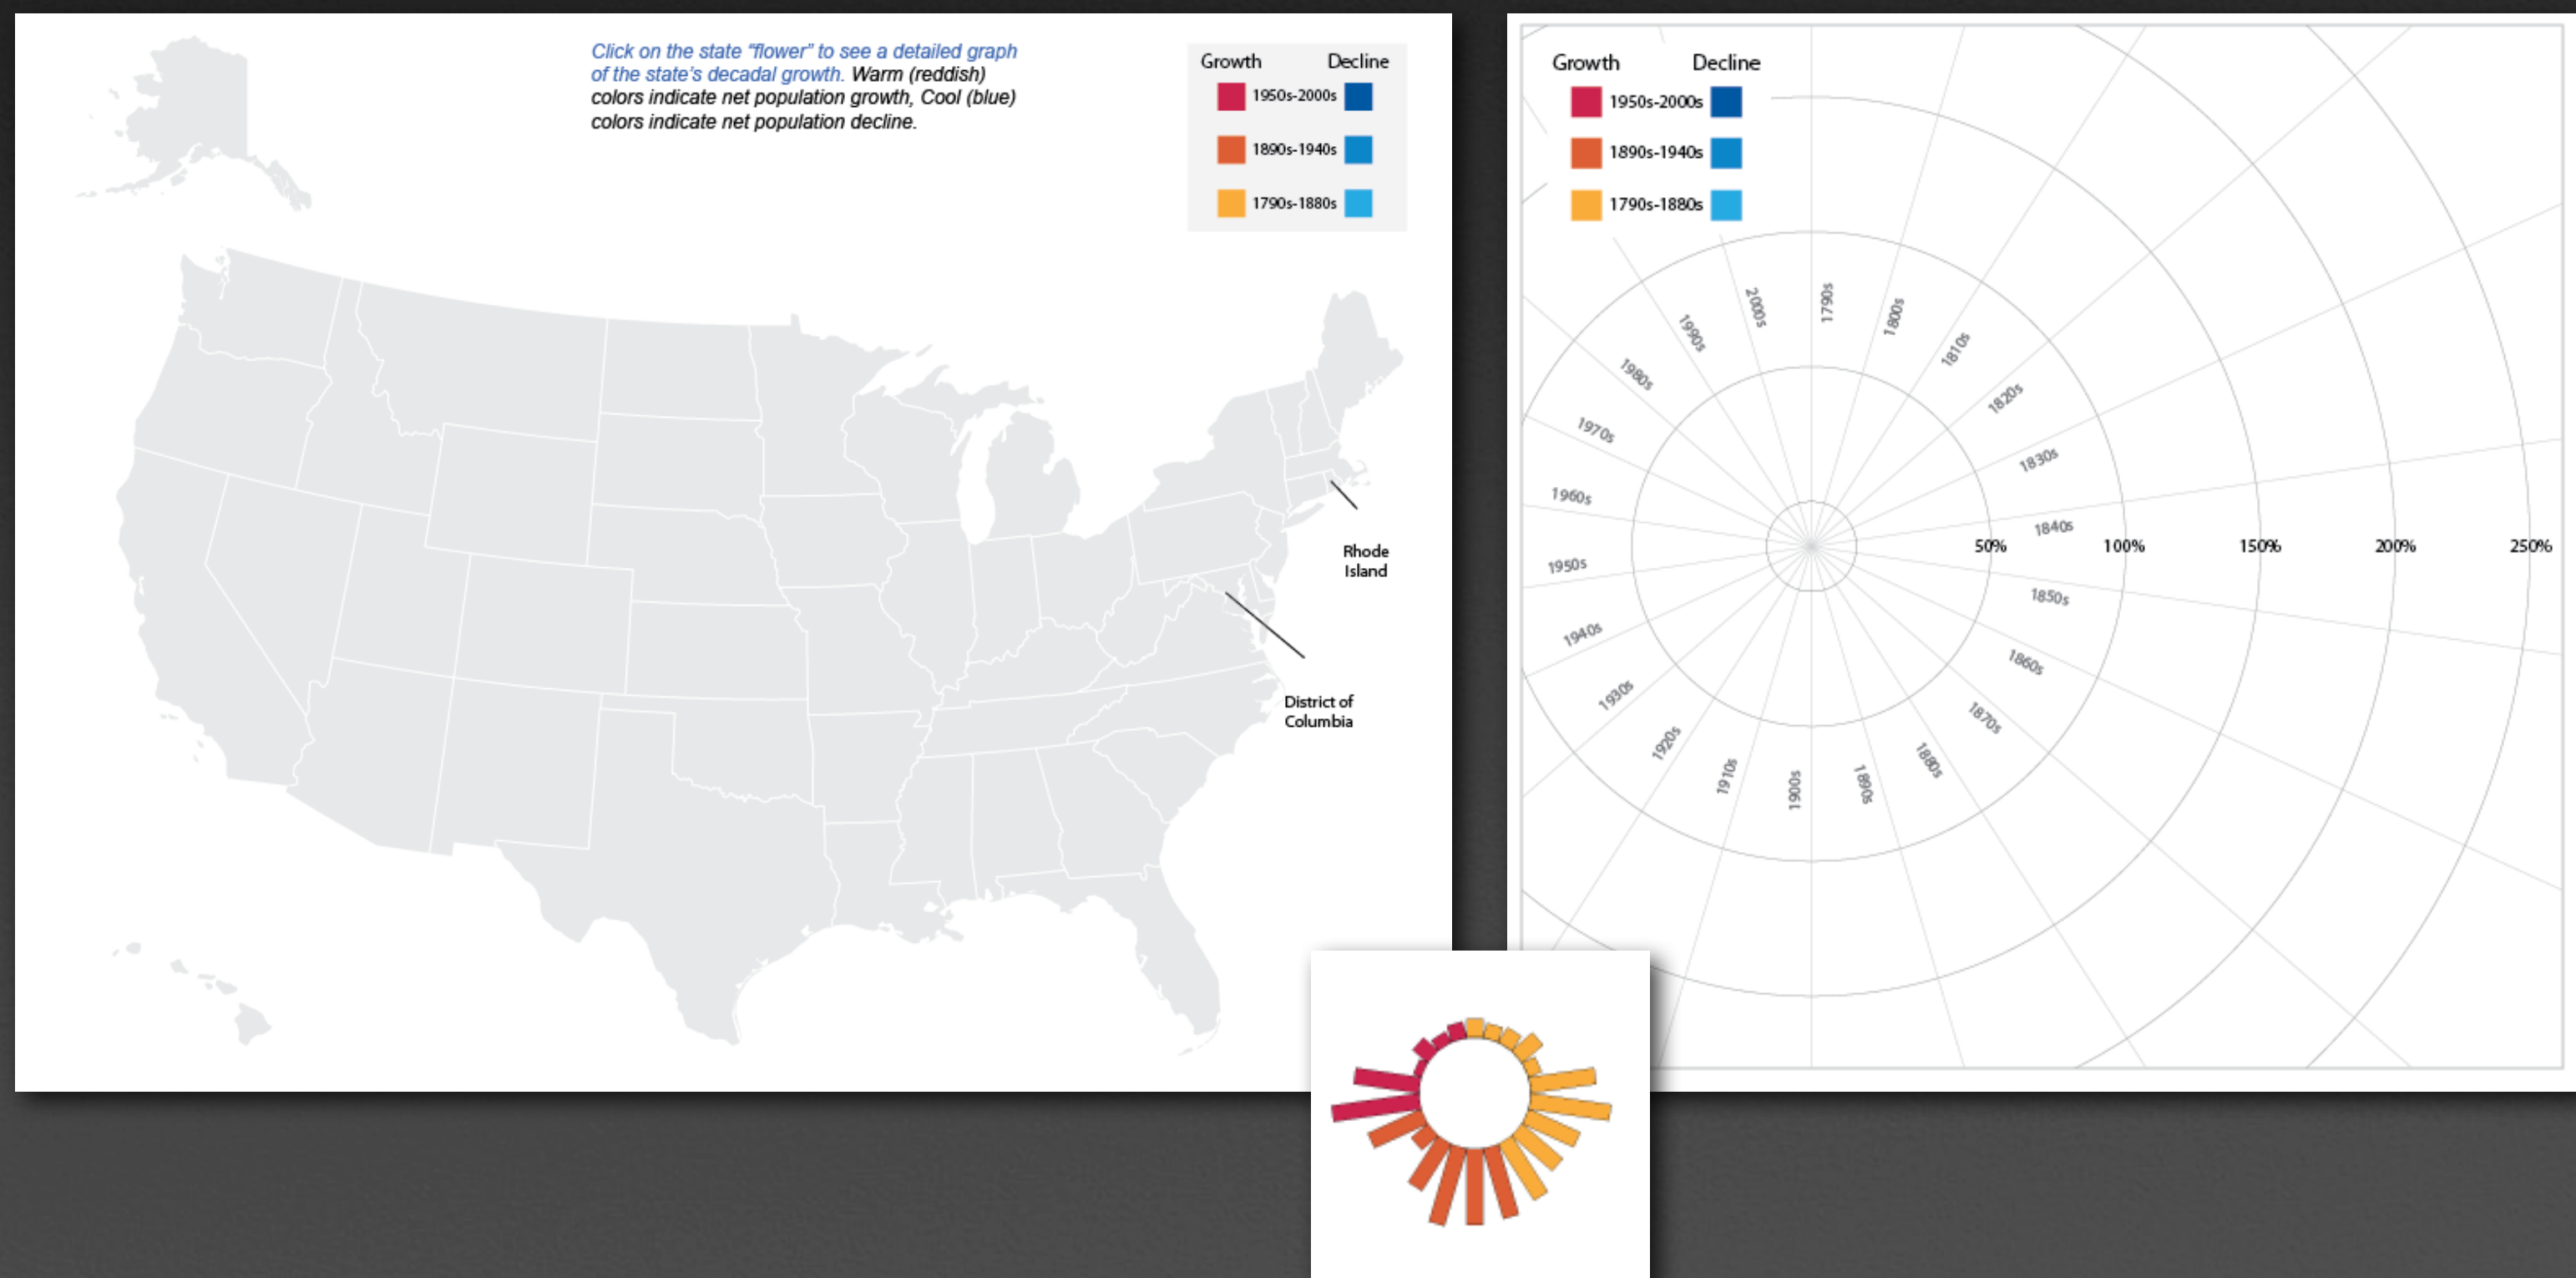 Click on the state “flower” to see a detailed graph
of the state’s decadal growth. Warm (reddish)
colors indicate net population growth, Cool (blue)
colors indicate net population decline.
Growth Decline
1950s-2000s
1890s-1940s
1790s-1880s
Rhode
Island
District of
Columbia
Growth Decline
1950s-2000s
1890s-1940s
1790s-1880s
1790s
1800s
1810s
1820s
1830s
1840s
1850s
1860s
1870s
1880s
1890s
1900s
1910s
1920s
1930s
1940s
1950s
1960s
1970s
1980s
1990s
2000s
50% 100% 150% 200% 250%